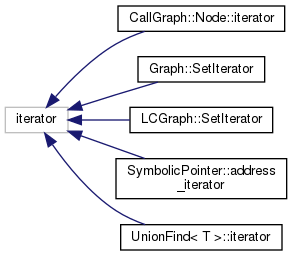 CallGraph::Node::iterator
Graph::SetIterator
iterator
LCGraph::SetIterator
SymbolicPointer::address
_iterator
UnionFind< T >::iterator